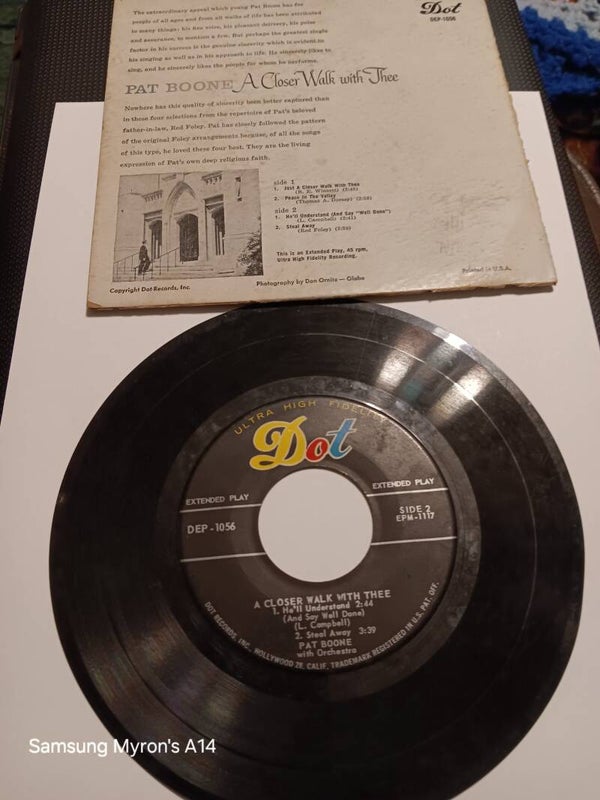 The extraordinary appeal which young Pat Boone has for
people of all ages and from all walks of life has been attributed
to many things: his fine voice, his pleasant delivery, his poise
and assurance, to mention a few. But perhaps the greatest single
factor in his success is the genuine sincerity which is evident in
his singing as well as in his approach to life. He sincerely likes to
sing, and he sincerely likes the people for whom he performs.
Dot
DEP-1056
PAT BOONE A Closer Walk with Thee
Nowhere has this quality of sincerity been better captured than
in these four selections from the repertoire of Pat's beloved
father-in-law, Red Foley. Pat has closely followed the pattern
of the original Foley arrangements because, of all the songs
of this type, he loved these four best. They are the living
expression of Pat's own deep religious faith.
side 1
1. Just A Closer Walk With Thee
2. Peace In The Valley
(Thomas A. Dorsey)
side 2
1. He'll Understand (And Say "Well Done")
(L. Campbell)
2. Steal Away
(Red Foley)
This is an Extended Play, 45 rpm,
Ultra High Fidelity Recording.
Copyright Dot Records, Inc.
Photography by Don Ornitz — Globe
Printed in U.S.A.
ULTRA HIGH FIDELITY
Dot
EXTENDED PLAY
EXTENDED PLAY
DEP-1056
SIDE 2
EPM-1117
A CLOSER WALK WITH THEE
1. He'll Understand 2:44
(And Say Well Done)
(L. Campbell)
2. Steal Away 3:39
PAT BOONE
with Orchestra
DOT RECORDS, INC. HOLLYWOOD 28, CALIF. TRADEMARK REGISTERED IN U.S. PAT. OFF.
Samsung Myron's A14